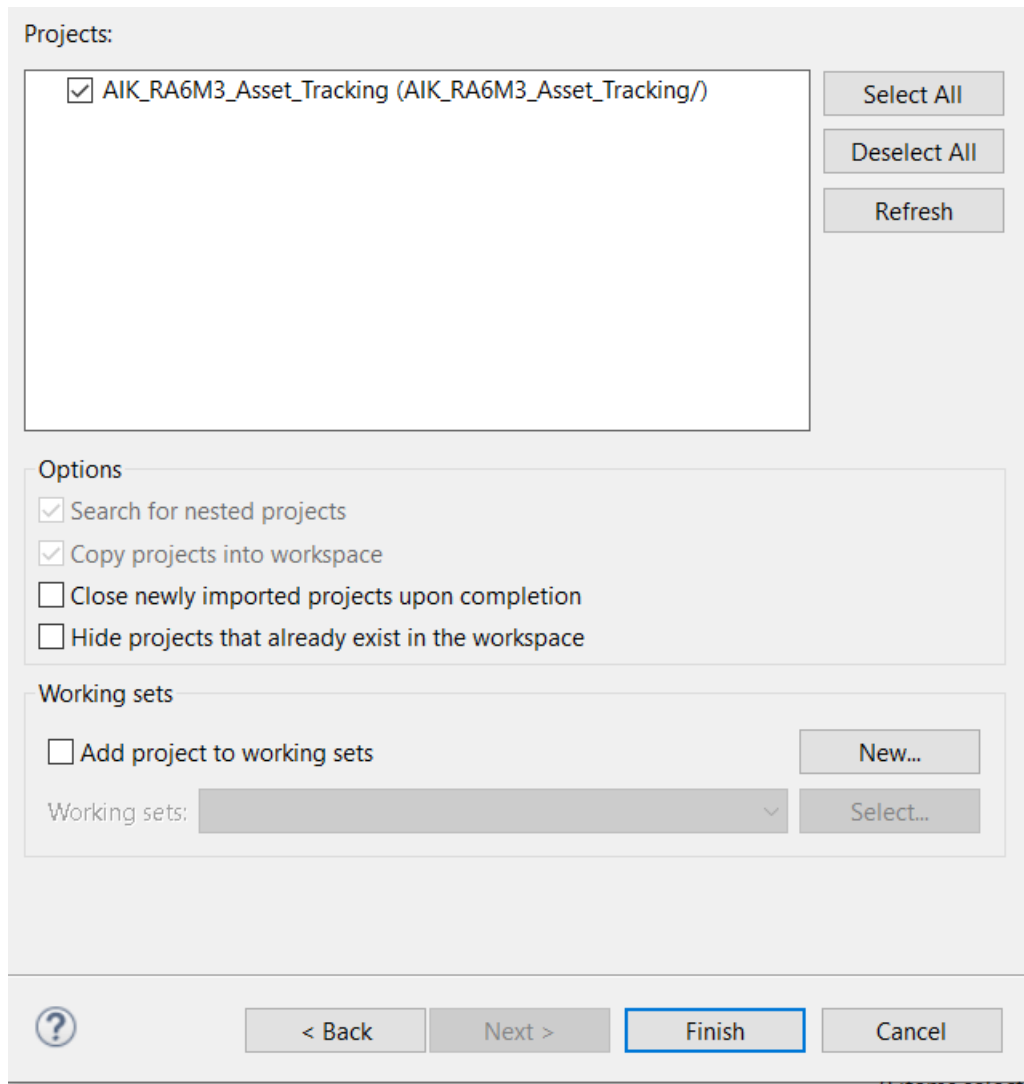 Projects:
AIK_RA6M3_Asset_Tracking (AIK_RA6M3_Asset_Tracking/)
Select All
Deselect All
Refresh
Options
Search for nested projects
Copy projects into workspace
Close newly imported projects upon completion
Hide projects that already exist in the workspace
Working sets
Add project to working sets
New...
Working sets:
Select...
?
< Back
Next >
Finish
Cancel